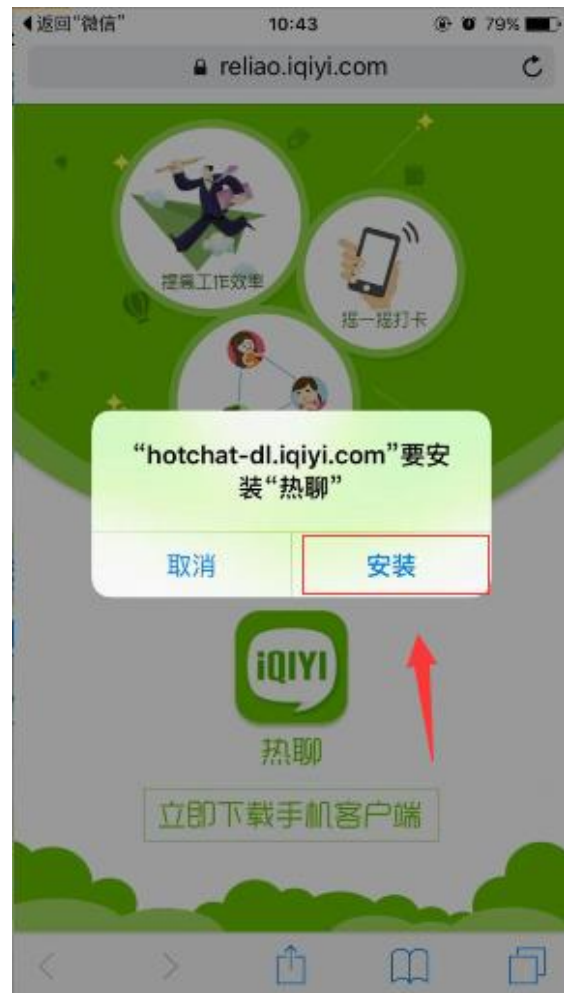 返回“微信”
10:43
79%
reliao.iqiyi.com
提高工作效率
摇一摇打卡
“hotchat-dl.iqiyi.com”要安
装“热聊”
取消
安装
iQIYI
热聊
立即下载手机客户端